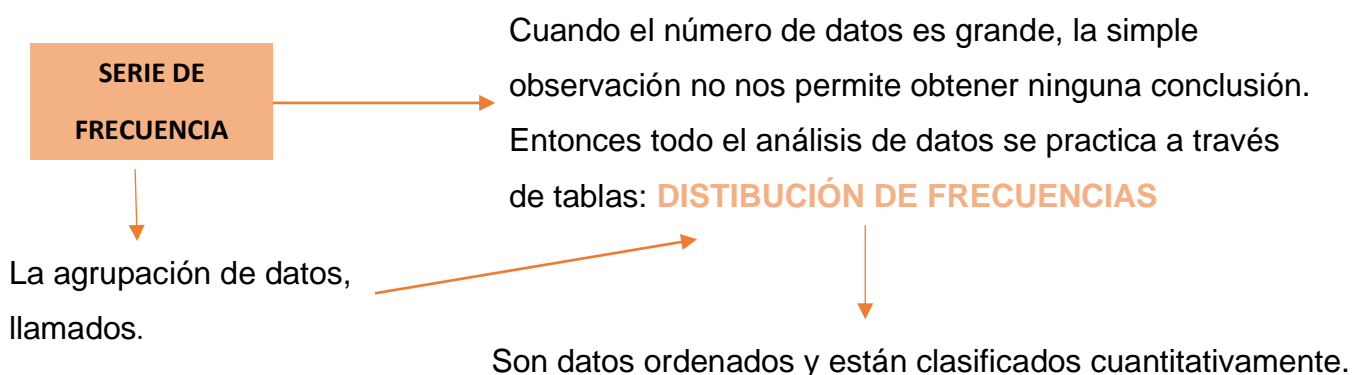 SERIE DE
FRECUENCIA
Cuando el número de datos es grande, la simple
observación no nos permite obtener ninguna conclusión.
Entonces todo el análisis de datos se practica a través
de tablas: DISTIBUCIÓN DE FRECUENCIAS
La agrupación de datos,
llamados.
Son datos ordenados y están clasificados cuantitativamente.